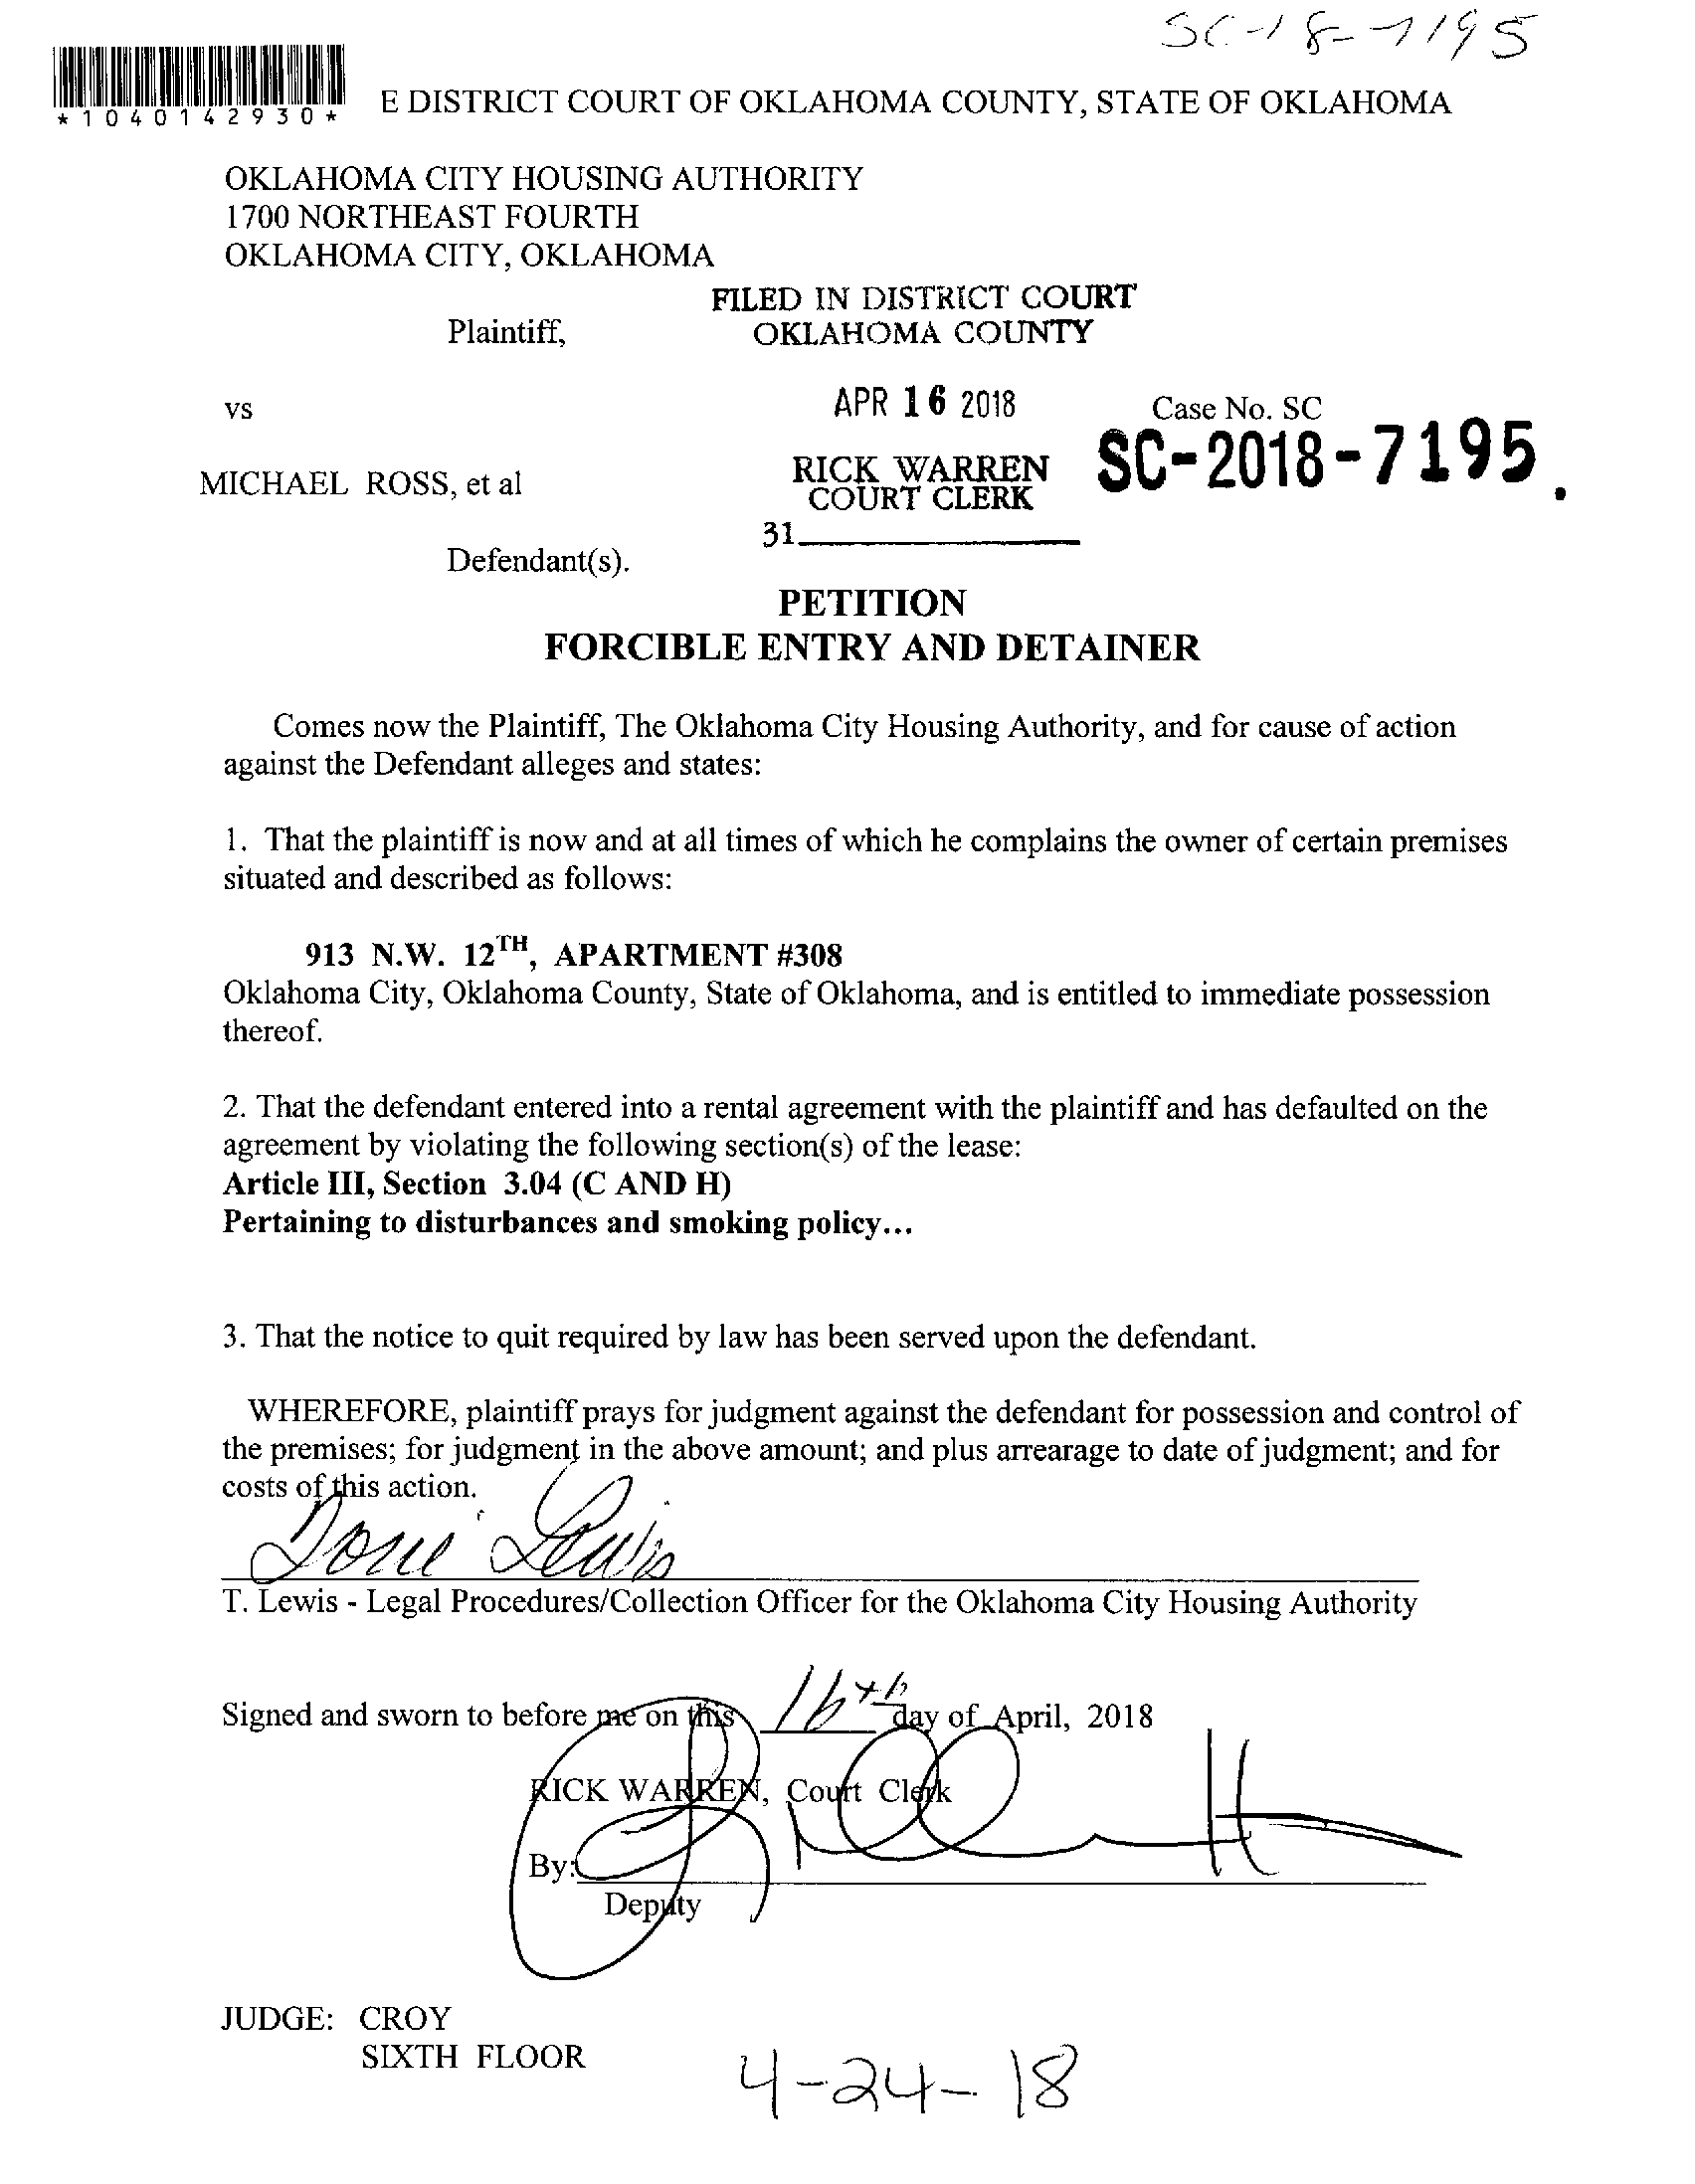 SC-18-7195
*1040142930*
E DISTRICT COURT OF OKLAHOMA COUNTY, STATE OF OKLAHOMA
OKLAHOMA CITY HOUSING AUTHORITY
1700 NORTHEAST FOURTH
OKLAHOMA CITY, OKLAHOMA
FILED IN DISTRICT COURT
Plaintiff, OKLAHOMA COUNTY
vs APR 16 2018 Case No. SC
SC-2018-7195.
MICHAEL ROSS, et al RICK WARREN
COURT CLERK
31
Defendant(s).
PETITION
FORCIBLE ENTRY AND DETAINER
Comes now the Plaintiff, The Oklahoma City Housing Authority, and for cause of action
against the Defendant alleges and states:
1. That the plaintiff is now and at all times of which he complains the owner of certain premises
situated and described as follows:
913 N.W. 12TH, APARTMENT #308
Oklahoma City, Oklahoma County, State of Oklahoma, and is entitled to immediate possession
thereof.
2. That the defendant entered into a rental agreement with the plaintiff and has defaulted on the
agreement by violating the following section(s) of the lease:
Article III, Section 3.04 (C AND H)
Pertaining to disturbances and smoking policy...
3. That the notice to quit required by law has been served upon the defendant.
WHEREFORE, plaintiff prays for judgment against the defendant for possession and control of
the premises; for judgment in the above amount; and plus arrearage to date of judgment; and for
costs of this action.
Toni Lewis
T. Lewis - Legal Procedures/Collection Officer for the Oklahoma City Housing Authority
Signed and sworn to before me on this 16th day of April, 2018
RICK WARREN, Court Clerk
By:
Deputy
JUDGE: CROY
SIXTH FLOOR
4-24-18